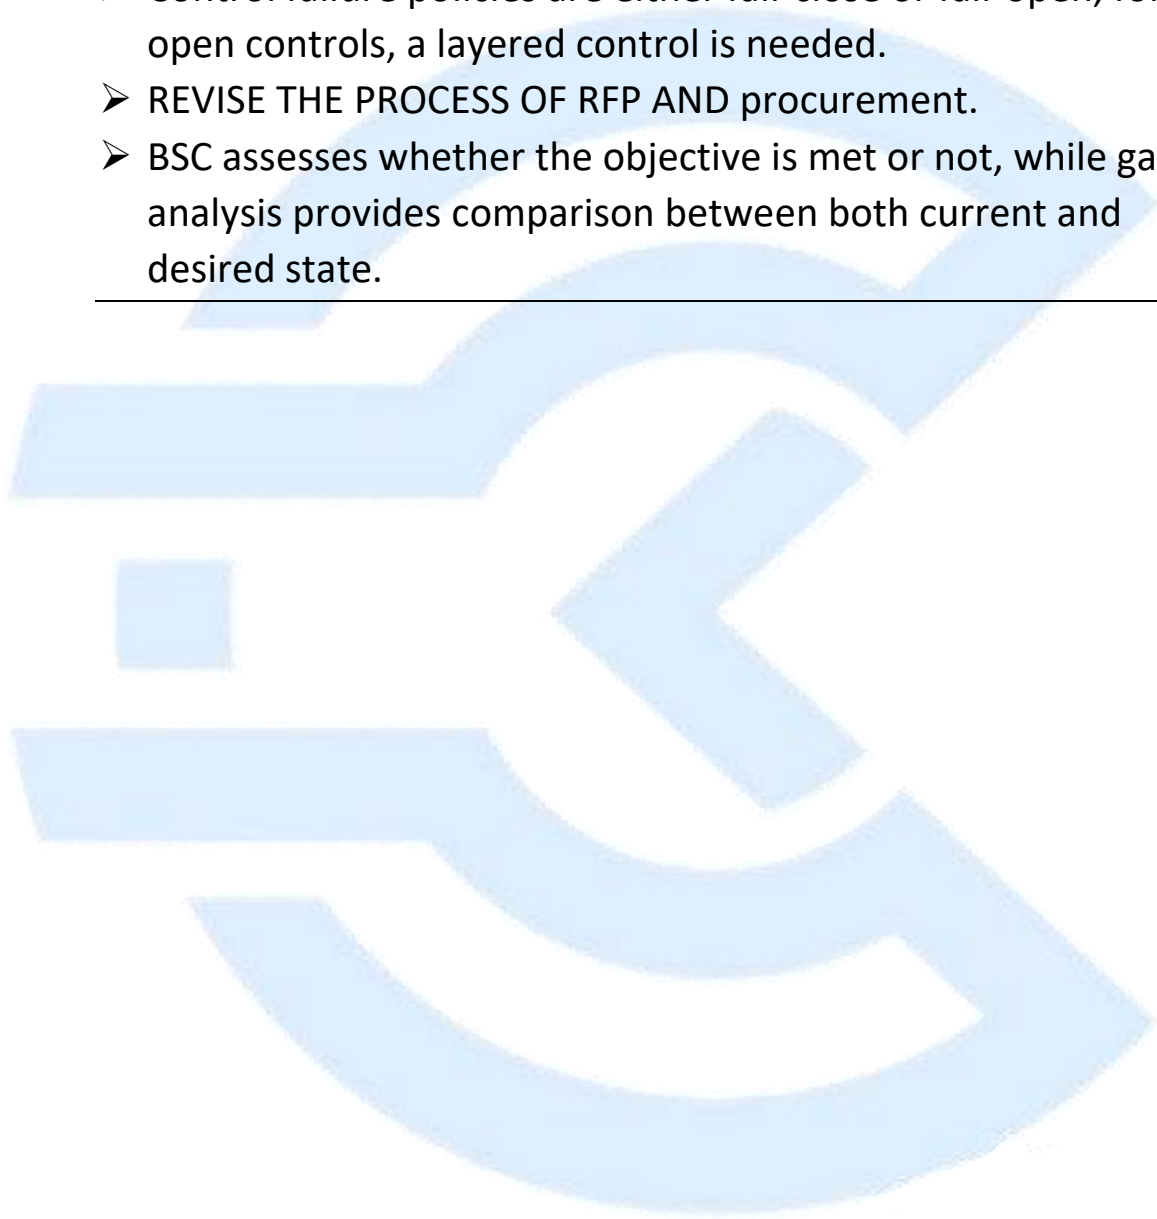 open controls, a layered control is needed.
➢ REVISE THE PROCESS OF RFP AND procurement.
➢ BSC assesses whether the objective is met or not, while ga
analysis provides comparison between both current and
desired state.